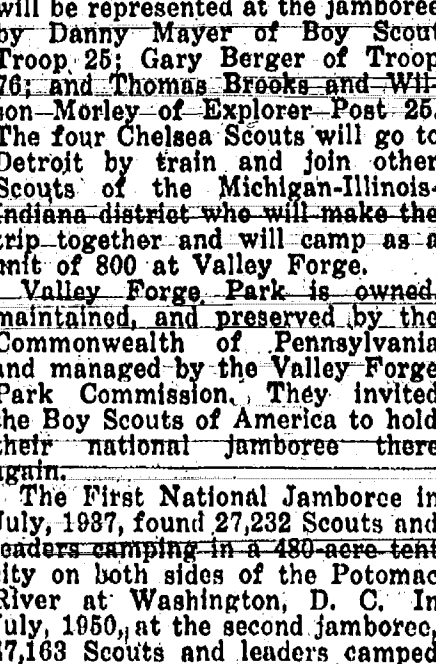 will be represented at the jamboree
by Danny Mayer of Boy Scout
Troop 25; Gary Berger of Troop
76; and Thomas Brooks and Wil-
son Morley of Explorer Post 25.
The four Chelsea Scouts will go to
Detroit by train and join other
Scouts of the Michigan-Illinois-
Indiana district who will make the
trip together and will camp as a
unit of 800 at Valley Forge.
Valley Forge Park is owned,
maintained, and preserved by the
Commonwealth of Pennsylvania
and managed by the Valley Forge
Park Commission. They invited
the Boy Scouts of America to hold
their national jamboree there
again.
The First National Jamboree in
July, 1937, found 27,232 Scouts and
leaders camping in a 480-acre tent
city on both sides of the Potomac
River at Washington, D. C. In
July, 1950, at the second jamboree,
47,163 Scouts and leaders camped